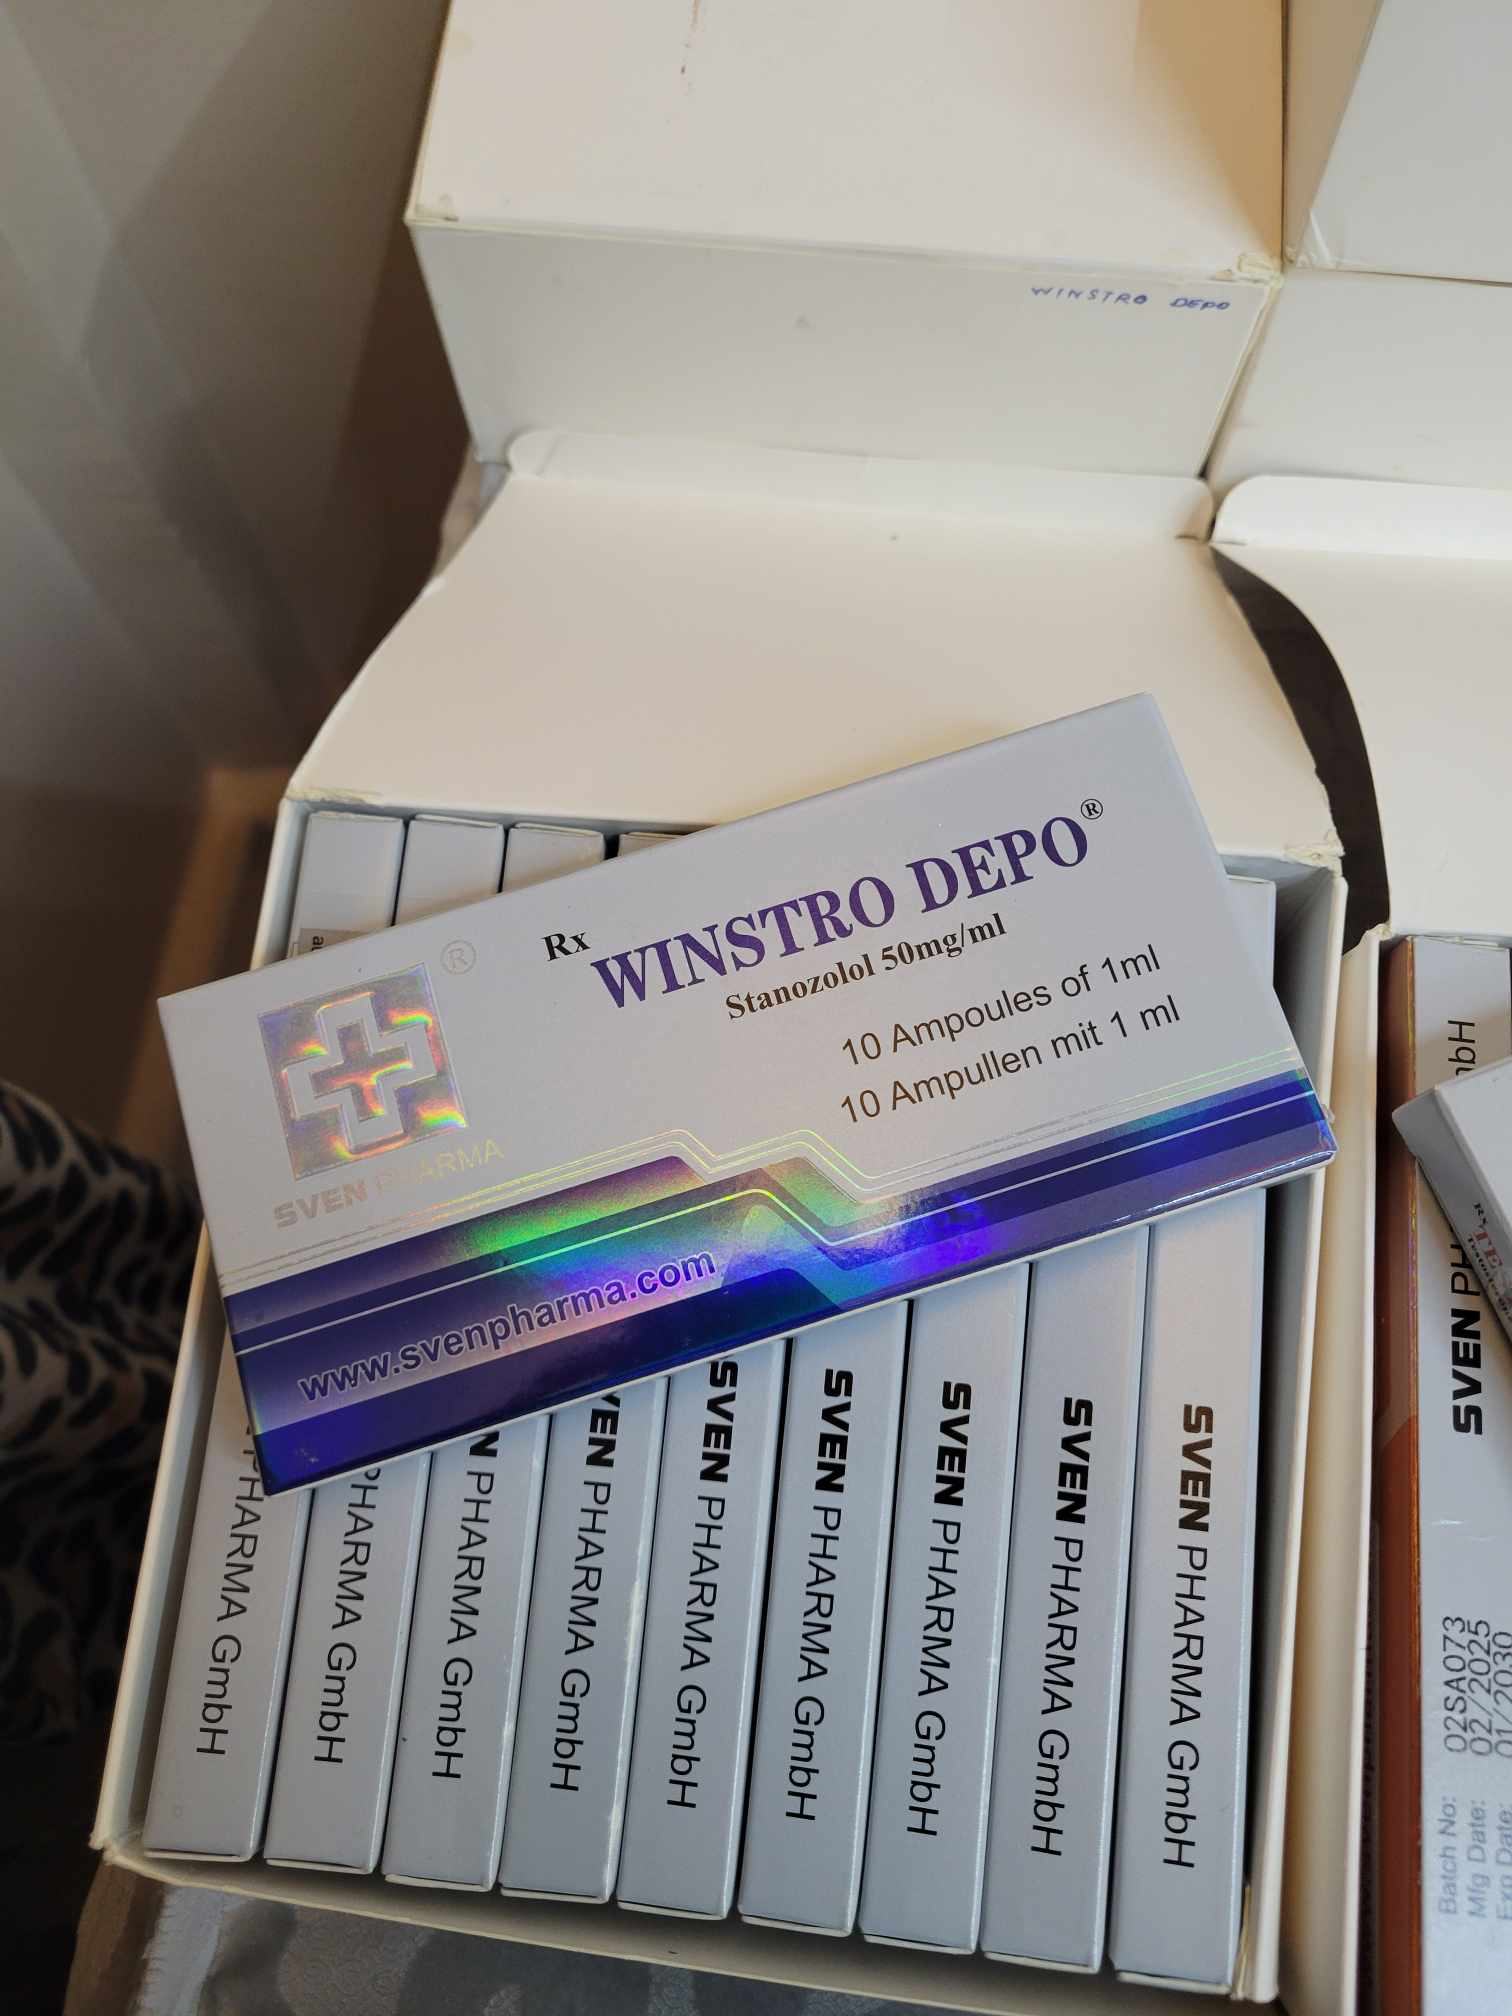 WINSTRO DEPO
®
Rx WINSTRO DEPO®
Stanozolol 50mg/ml
10 Ampoules of 1ml
10 Ampullen mit 1 ml
SVEN PHARMA
www.svenpharma.com
PHARMA GmbH
PHARMA GmbH
PHARMA GmbH
SVEN PHARMA GmbH
SVEN PHARMA GmbH
SVEN PHARMA GmbH
SVEN PHARMA GmbH
SVEN PHARMA GmbH
SVEN PHARMA GmbH
SVEN
Batch No: 02SA073
Mfg Date: 02/2025
Exp Date: 01/2030